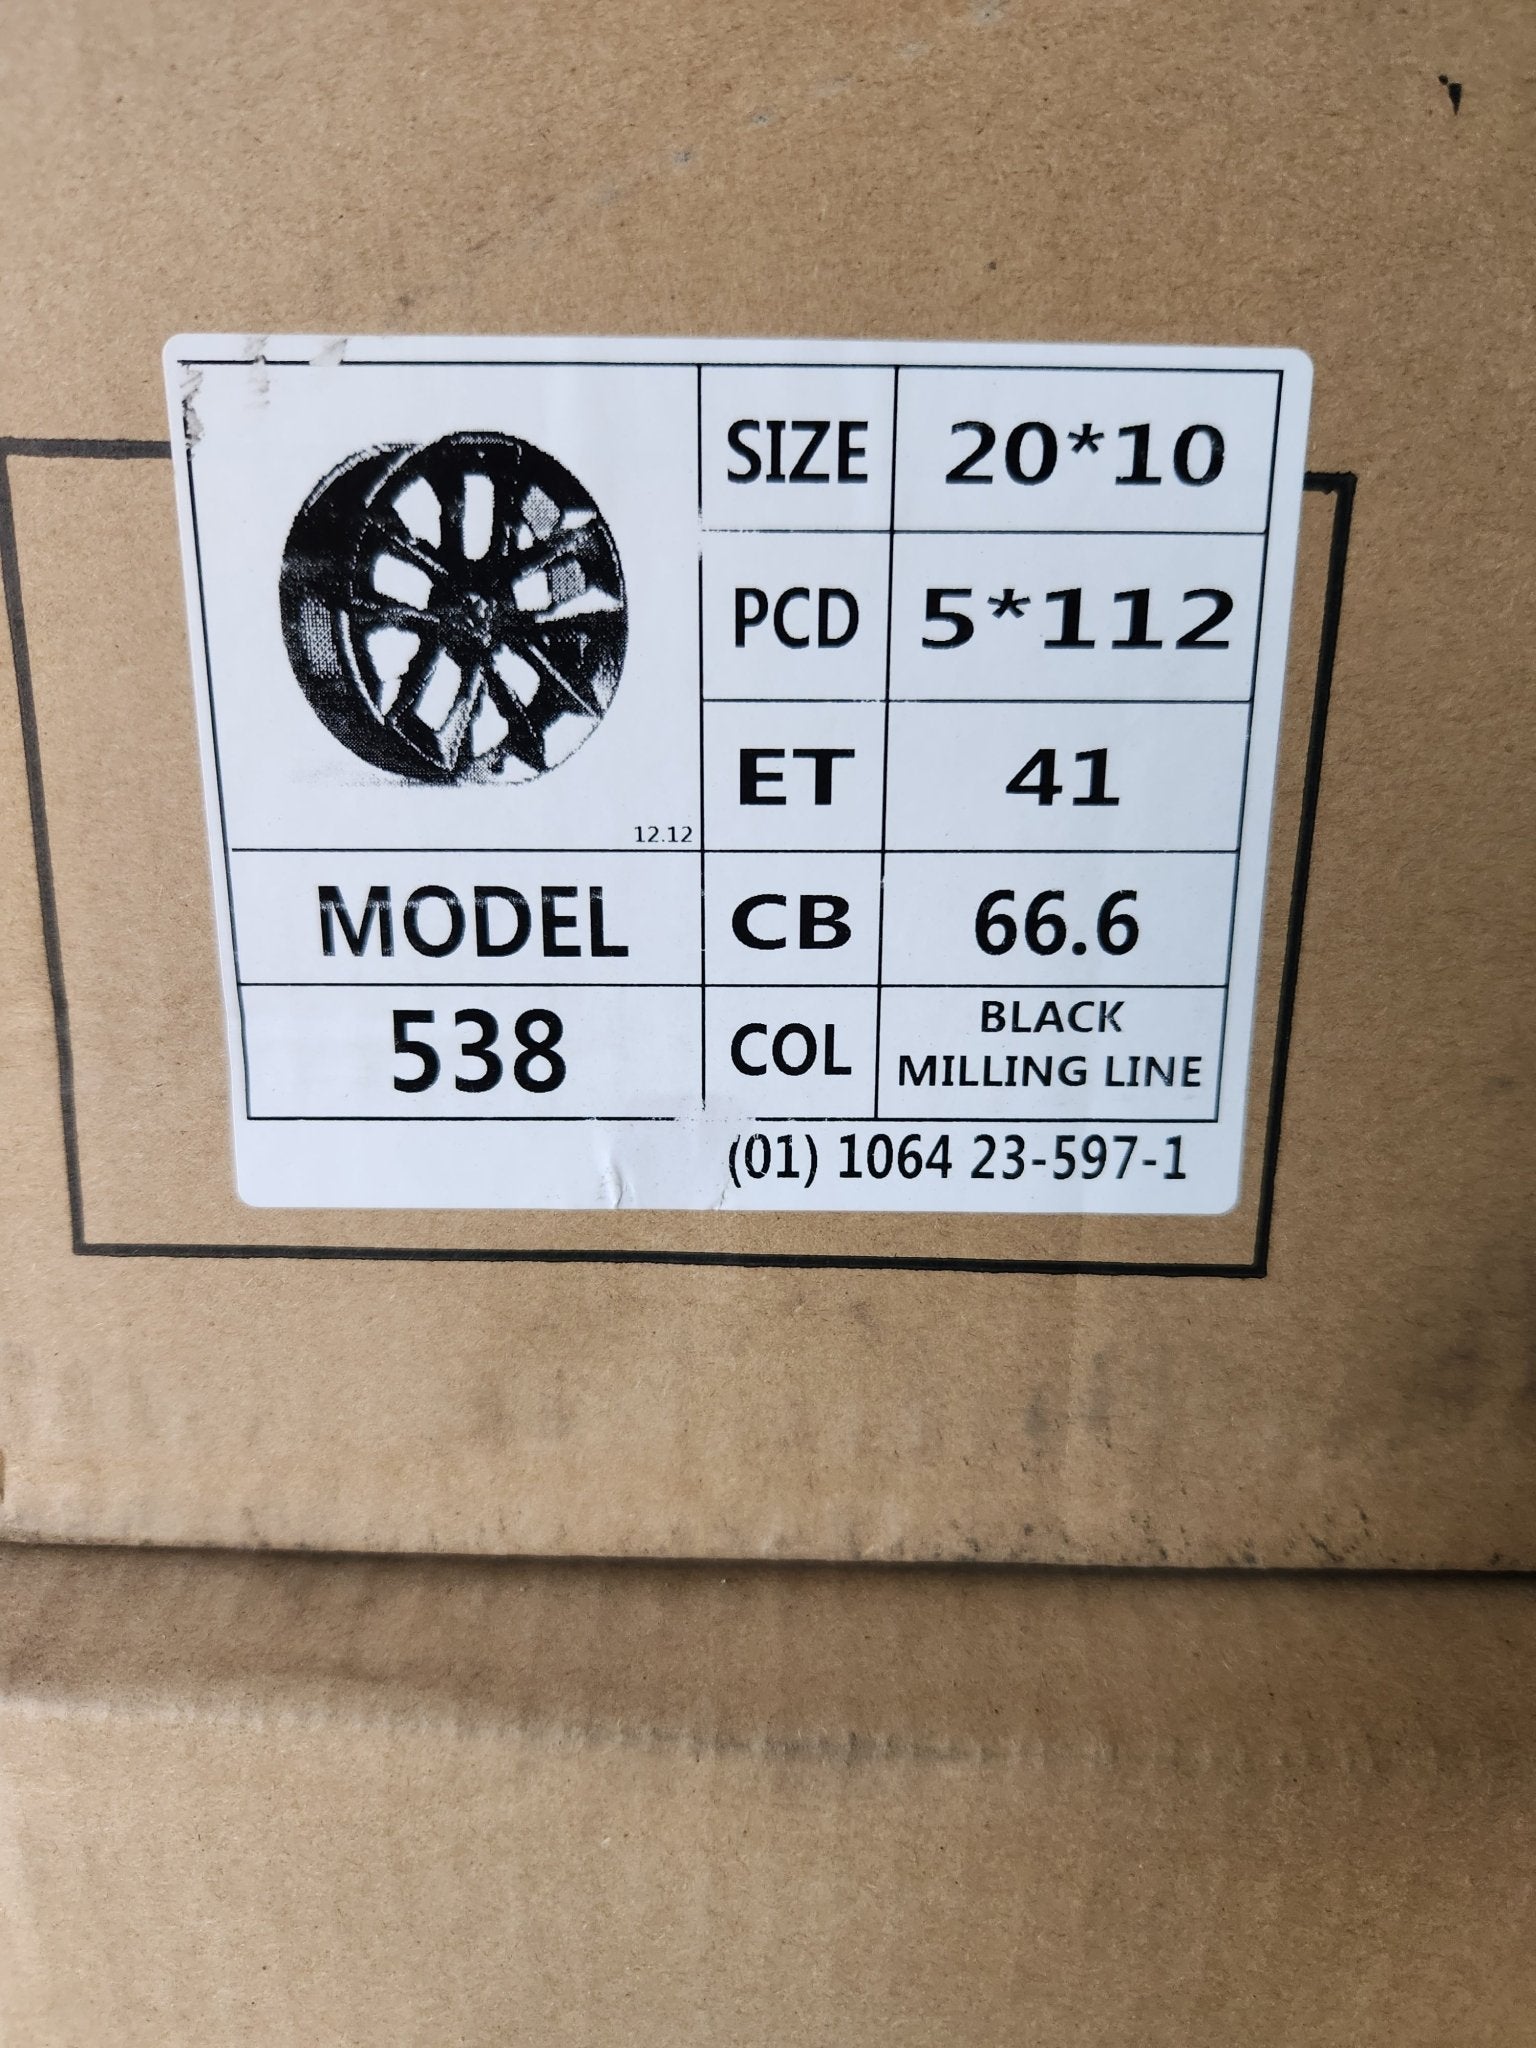 SIZE 20*10
PCD 5*112
ET 41
12.12
MODEL CB 66.6
538 COL BLACK
MILLING LINE
(01) 1064 23-597-1